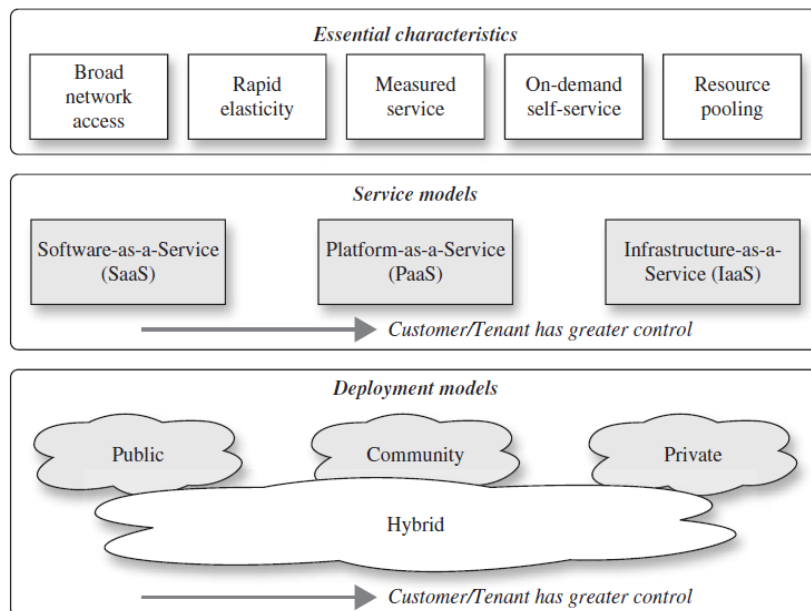 Essential characteristics
Broad
network
access
Rapid
elasticity
Measured
service
On-demand
self-service
Resource
pooling
Service models
Software-as-a-Service
(SaaS)
Platform-as-a-Service
(PaaS)
Infrastructure-as-a-
Service (IaaS)
Customer/Tenant has greater control
Deployment models
Public
Community
Private
Hybrid
Customer/Tenant has greater control